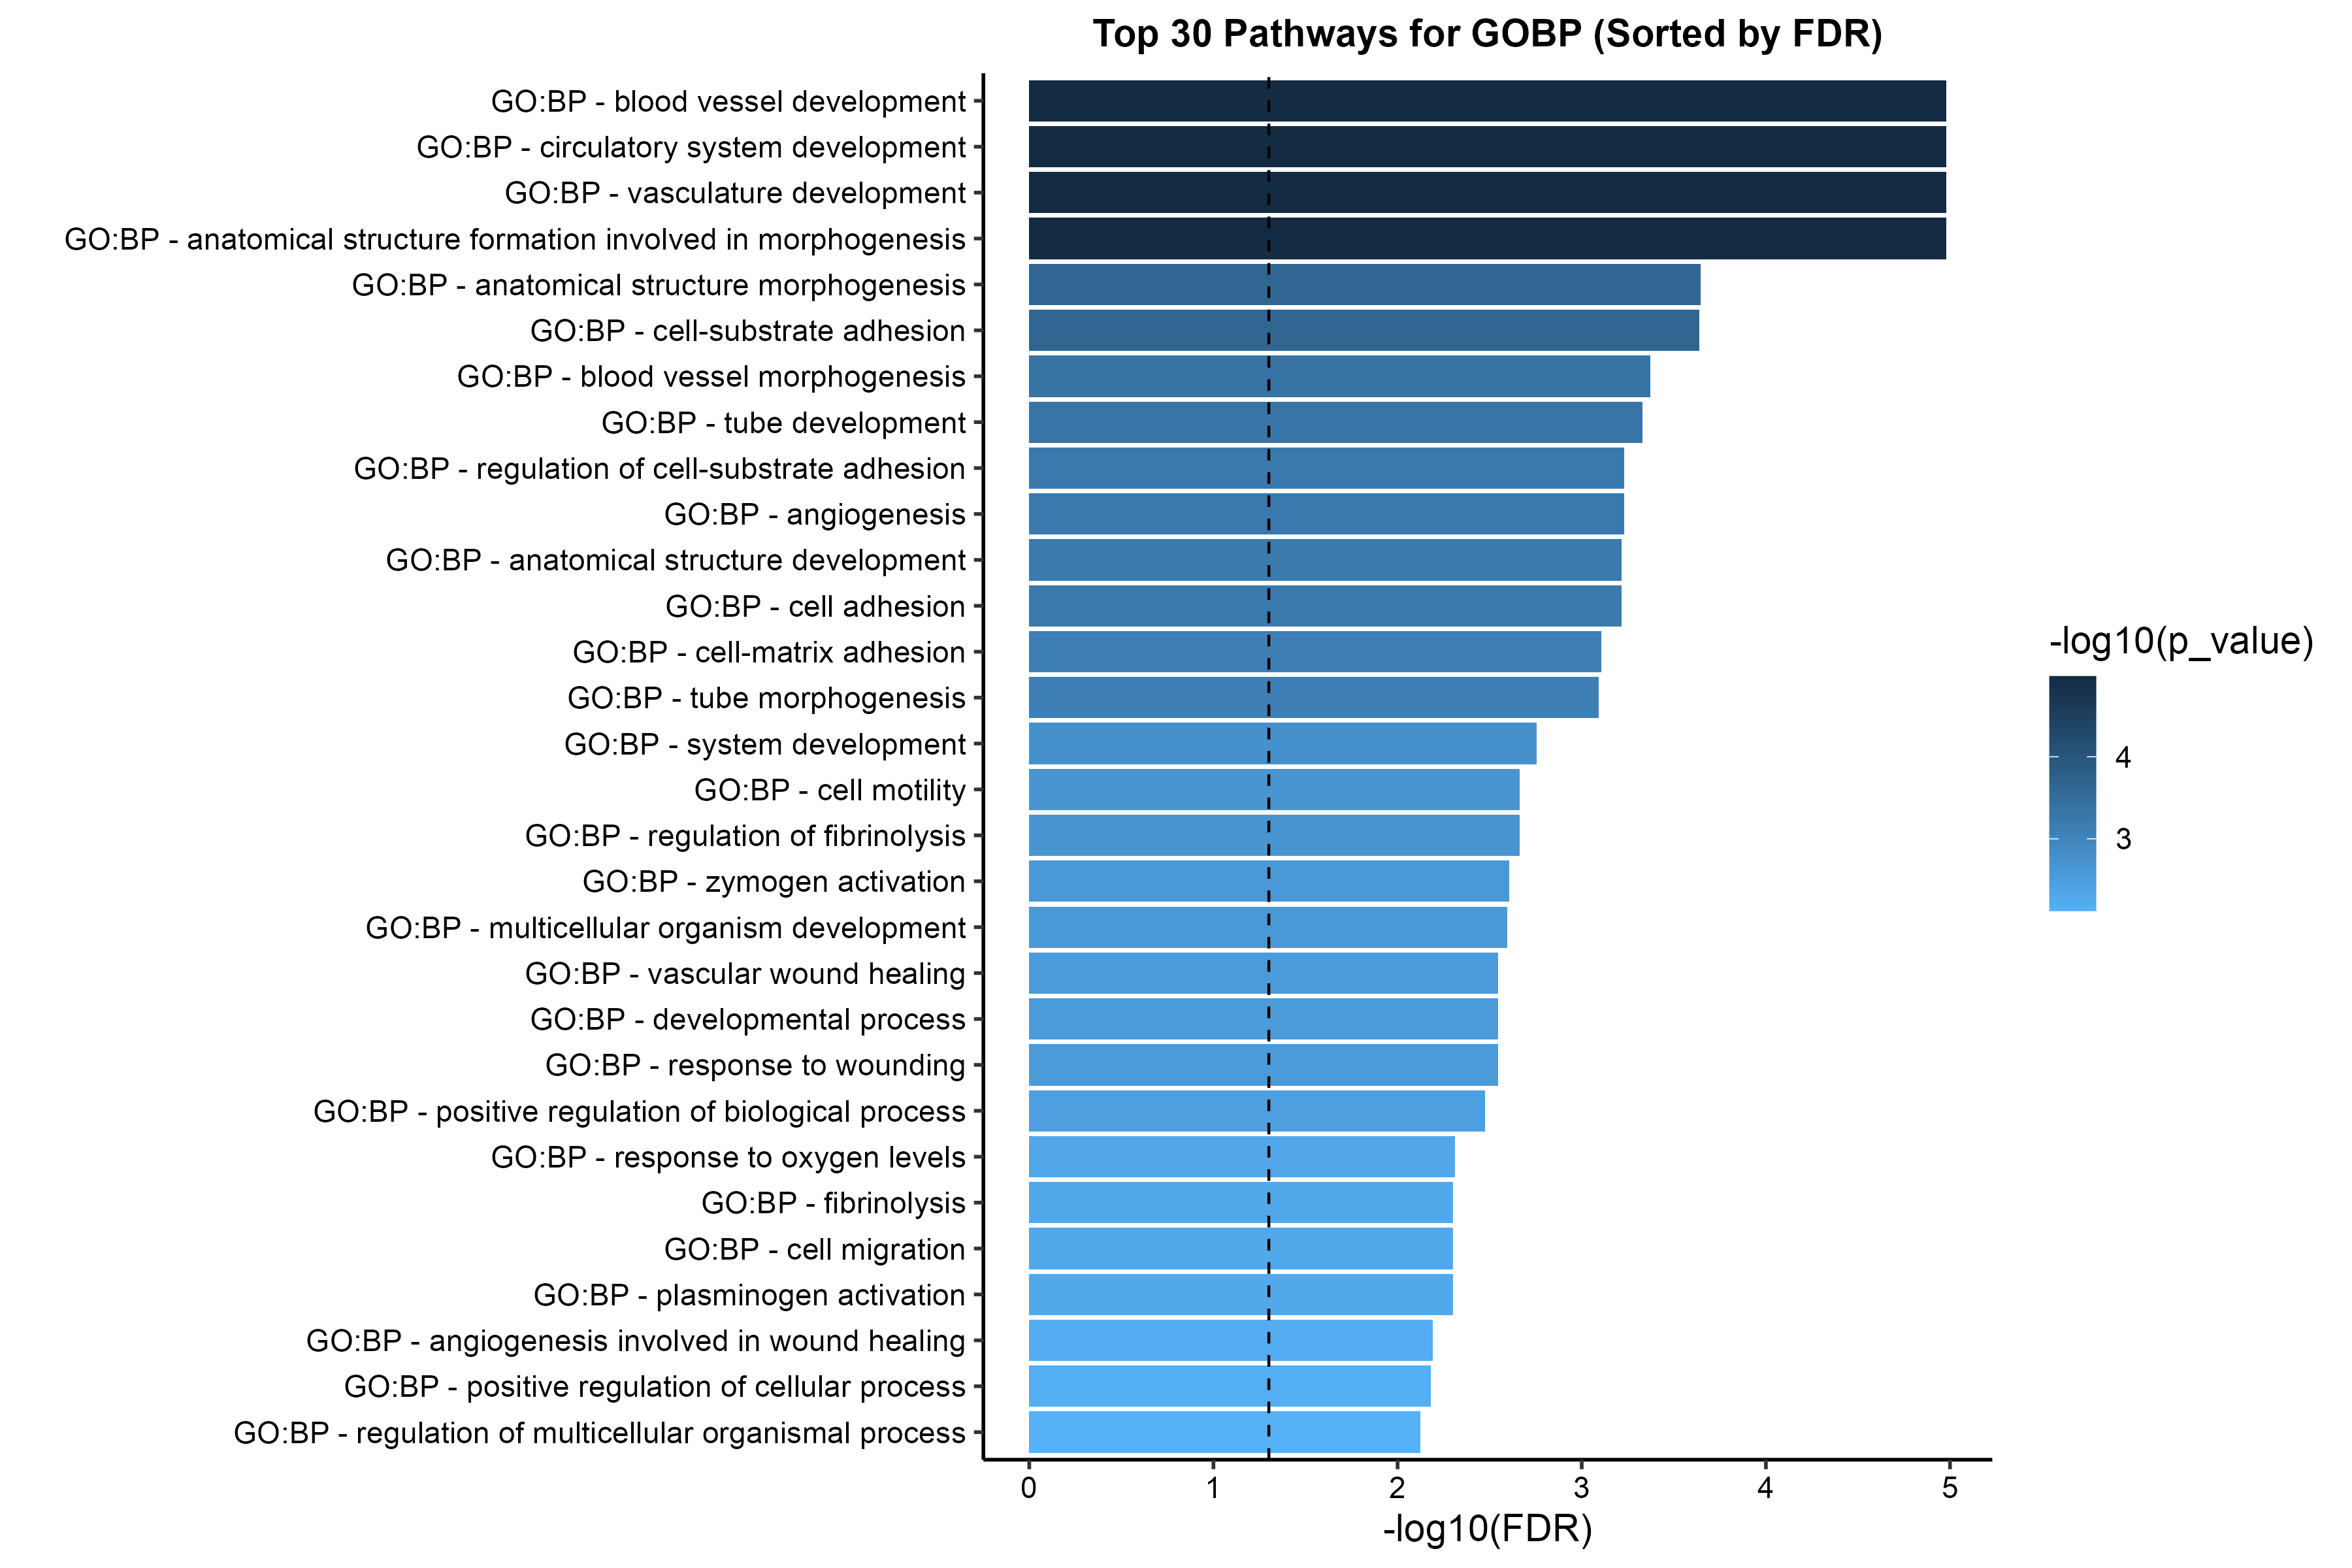 Top 30 Pathways for GOBP (Sorted by FDR)
GO:BP - blood vessel development
GO:BP - circulatory system development
GO:BP - vasculature development
GO:BP - anatomical structure formation involved in morphogenesis
GO:BP - anatomical structure morphogenesis
GO:BP - cell-substrate adhesion
GO:BP - blood vessel morphogenesis
GO:BP - tube development
GO:BP - regulation of cell-substrate adhesion
GO:BP - angiogenesis
GO:BP - anatomical structure development
GO:BP - cell adhesion
GO:BP - cell-matrix adhesion
GO:BP - tube morphogenesis
GO:BP - system development
GO:BP - cell motility
GO:BP - regulation of fibrinolysis
GO:BP - zymogen activation
GO:BP - multicellular organism development
GO:BP - vascular wound healing
GO:BP - developmental process
GO:BP - response to wounding
GO:BP - positive regulation of biological process
GO:BP - response to oxygen levels
GO:BP - fibrinolysis
GO:BP - cell migration
GO:BP - plasminogen activation
GO:BP - angiogenesis involved in wound healing
GO:BP - positive regulation of cellular process
GO:BP - regulation of multicellular organismal process
0 1 2 3 4 5
-log10(FDR)
-log10(p_value)
4
3